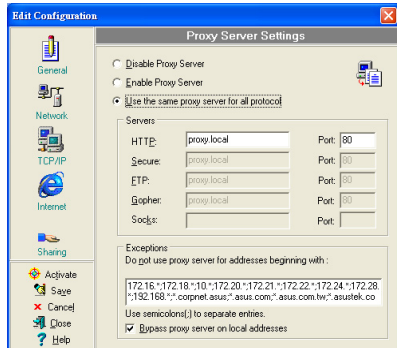 Edit Configuration
Proxy Server Settings
General
Network
TCP/IP
Internet
Sharing
Activate
Save
Cancel
Close
Help
Disable Proxy Server
Enable Proxy Server
Use the same proxy server for all protocol
Servers
HTTP: proxy.local Port: 80
Secure: proxy.local Port: 80
FTP: proxy.local Port: 80
Gopher: proxy.local Port: 80
Socks: Port:
Exceptions
Do not use proxy server for addresses beginning with :
172.16.*;172.18.*;10.*;172.20.*;172.21.*;172.22.*;172.24.*;172.28.
*;192.168.*;*.corpnet.asus;*.asus.com;*.asus.com.tw;*.asustek.co
Use semicolons(;) to separate entries.
Bypass proxy server on local addresses